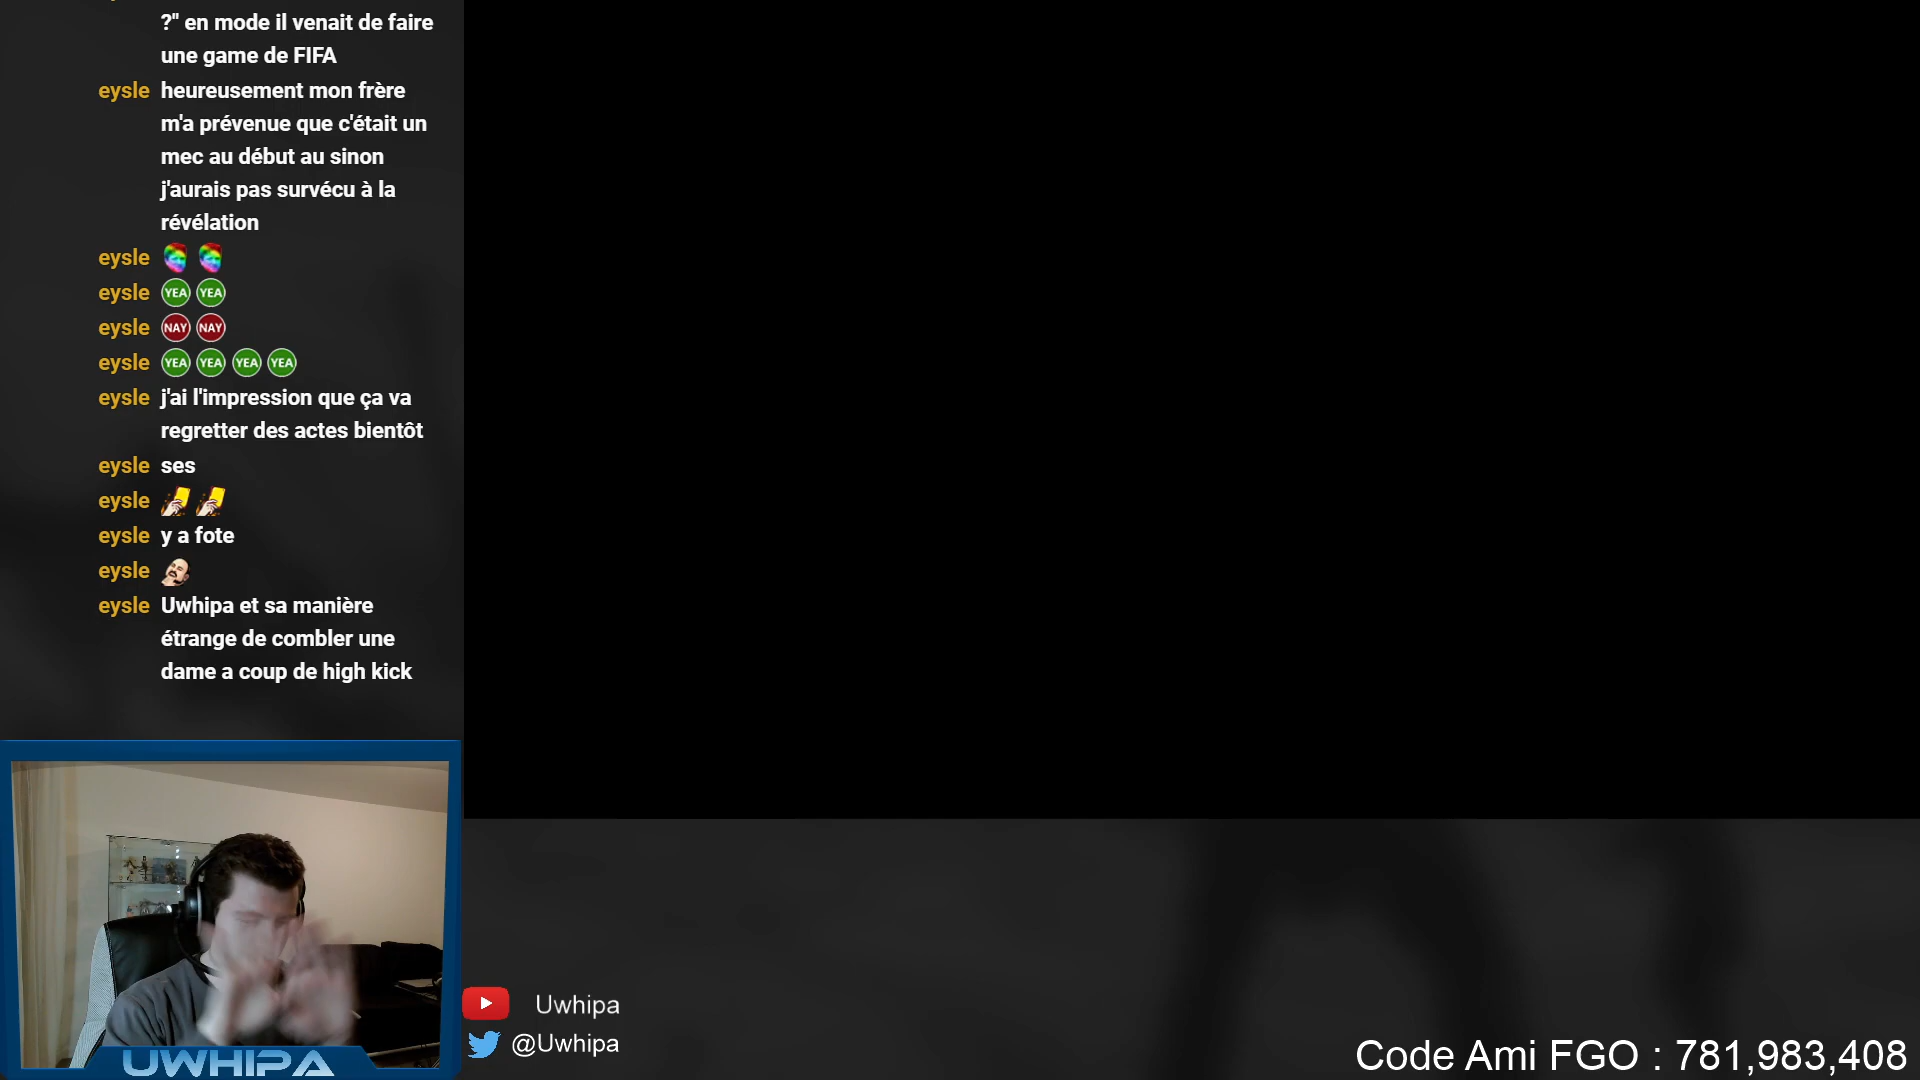 ?" en mode il venait de faire
une game de FIFA
eysle heureusement mon frère
m'a prévenue que c'était un
mec au début au sinon
j'aurais pas survécu à la
révélation
eysle
eysle YEA YEA
eysle NAY NAY
eysle YEA YEA YEA YEA
eysle j'ai l'impression que ça va
regretter des actes bientôt
eysle ses
eysle
eysle y a fote
eysle
eysle Uwhipa et sa manière
étrange de combler une
dame a coup de high kick
UWHIPA
Uwhipa
@Uwhipa
Code Ami FGO : 781,983,408